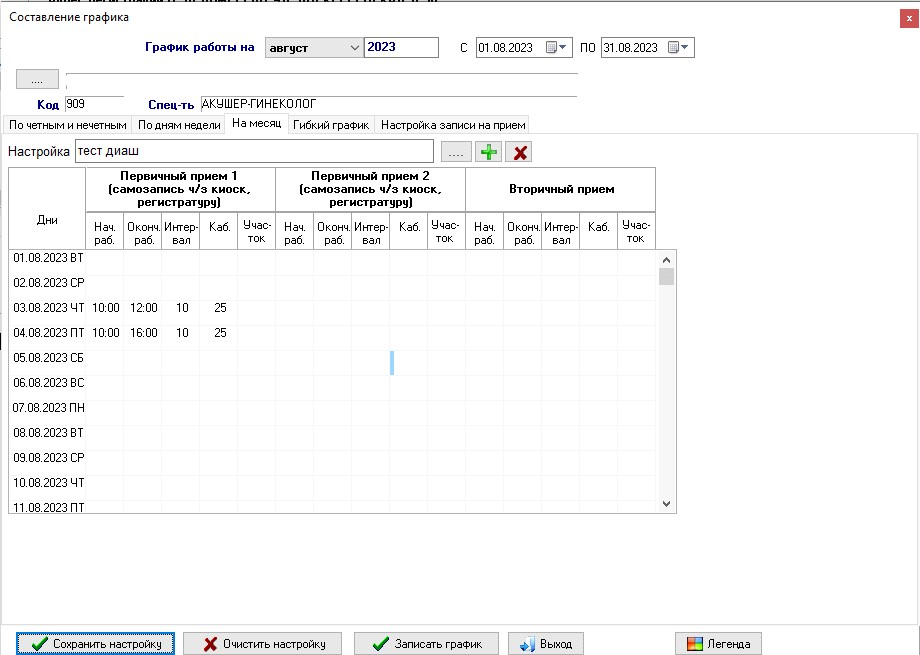 Составление графика
График работы на август 2023 С 01.08.2023 ПО 31.08.2023
....
Код 909 Спец-ть АКУШЕР-ГИНЕКОЛОГ
По четным и нечетным По дням недели На месяц Гибкий график Настройка записи на прием
Настройка тест диаш ....
Дни
Первичный прием 1
(самозапись ч/з киоск,
регистратуру)
Первичный прием 2
(самозапись ч/з киоск,
регистратуру)
Вторичный прием
Нач. раб. Оконч. раб. Интер-вал Каб. Учас-ток Нач. раб. Оконч. раб. Интер-вал Каб. Учас-ток Нач. раб. Оконч. раб. Интер-вал Каб. Учас-ток
01.08.2023 ВТ
02.08.2023 СР
03.08.2023 ЧТ 10:00 12:00 10 25
04.08.2023 ПТ 10:00 16:00 10 25
05.08.2023 СБ
06.08.2023 ВС
07.08.2023 ПН
08.08.2023 ВТ
09.08.2023 СР
10.08.2023 ЧТ
11.08.2023 ПТ
Сохранить настройку Очистить настройку Записать график Выход Легенда